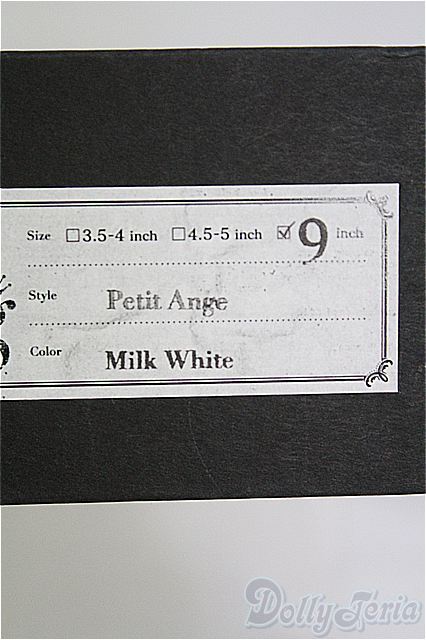 Size ☐3.5-4 inch ☐4.5-5 inch ☑9 inch
Style Petit Ange
Color Milk White
DollyTeria